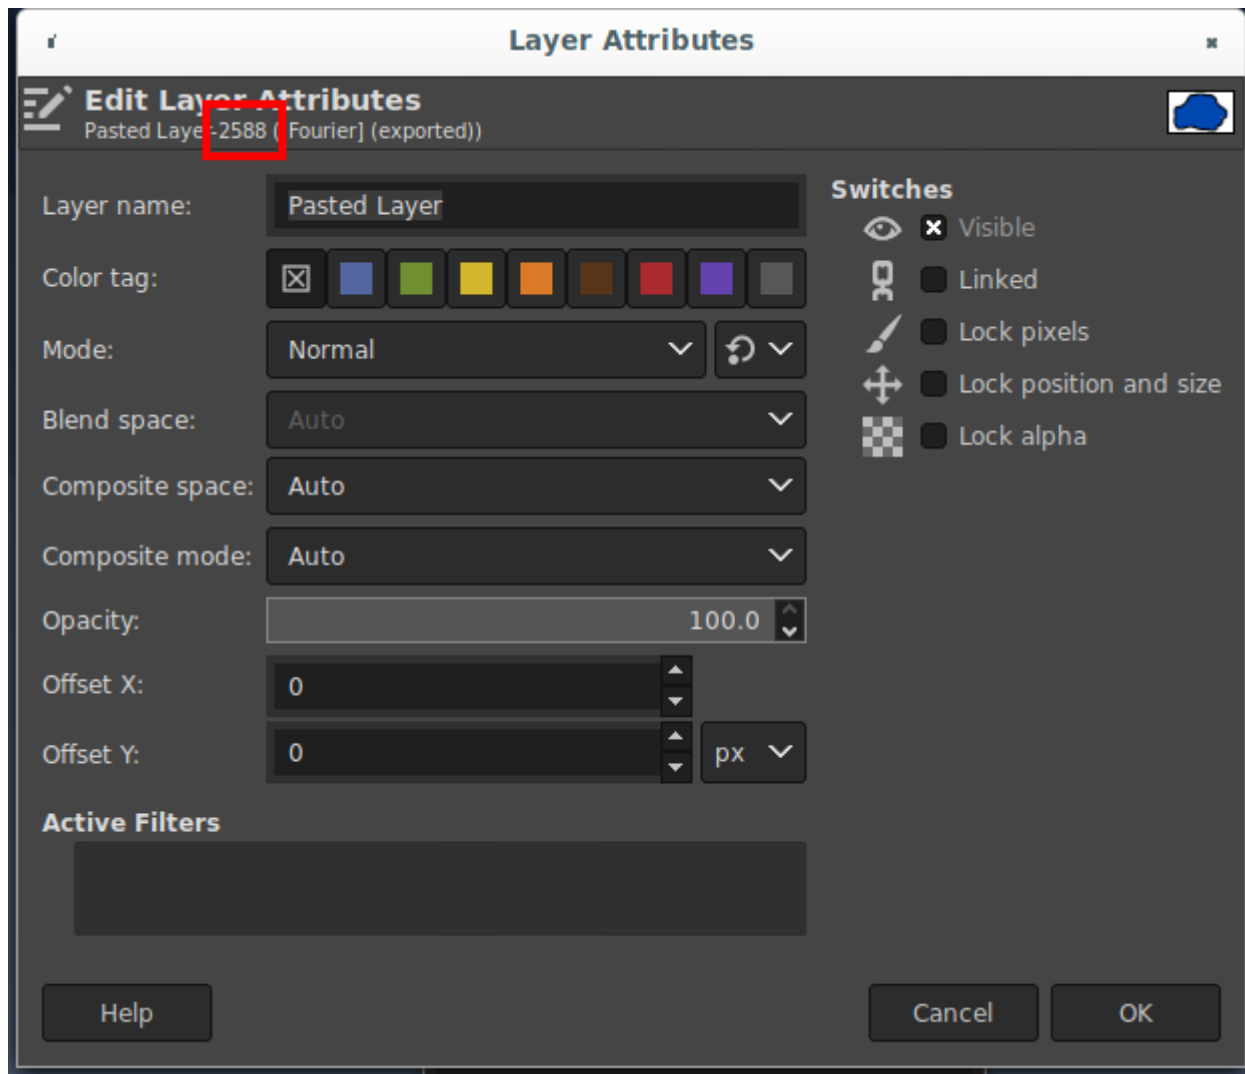 Layer Attributes
Edit Layer Attributes
Pasted Layer-2588 ([Fourier] (exported))
Layer name:
Pasted Layer
Color tag:
Mode:
Normal
Blend space:
Auto
Composite space:
Auto
Composite mode:
Auto
Opacity:
100.0
Offset X:
0
Offset Y:
0
px
Switches
Visible
Linked
Lock pixels
Lock position and size
Lock alpha
Active Filters
Help
Cancel
OK